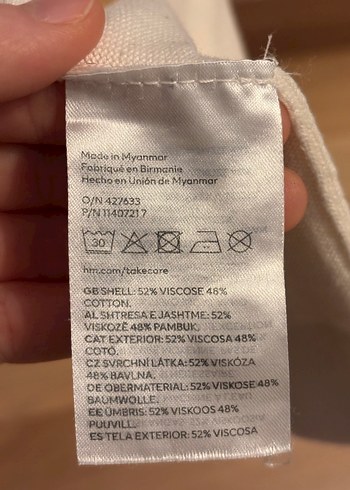 Made in Myanmar
Fabriqué en Birmanie
Hecho en Unión de Myanmar
O/N 427633
P/N 11407217
30
hm.com/takecare
GB SHELL: 52% VISCOSE 48%
COTTON.
AL SHTRESA E JASHTME: 52%
VISKOZË 48% PAMBUK.
CAT EXTERIOR: 52% VISCOSA 48%
COTÓ.
CZ SVRCHNÍ LÁTKA: 52% VISKÓZA
48% BAVLNA.
DE OBERMATERIAL: 52% VISKOSE 48%
BAUMWOLLE.
EE ÜMBRIS: 52% VISKOOS 48%
PUUVILL.
ES TELA EXTERIOR: 52% VISCOSA